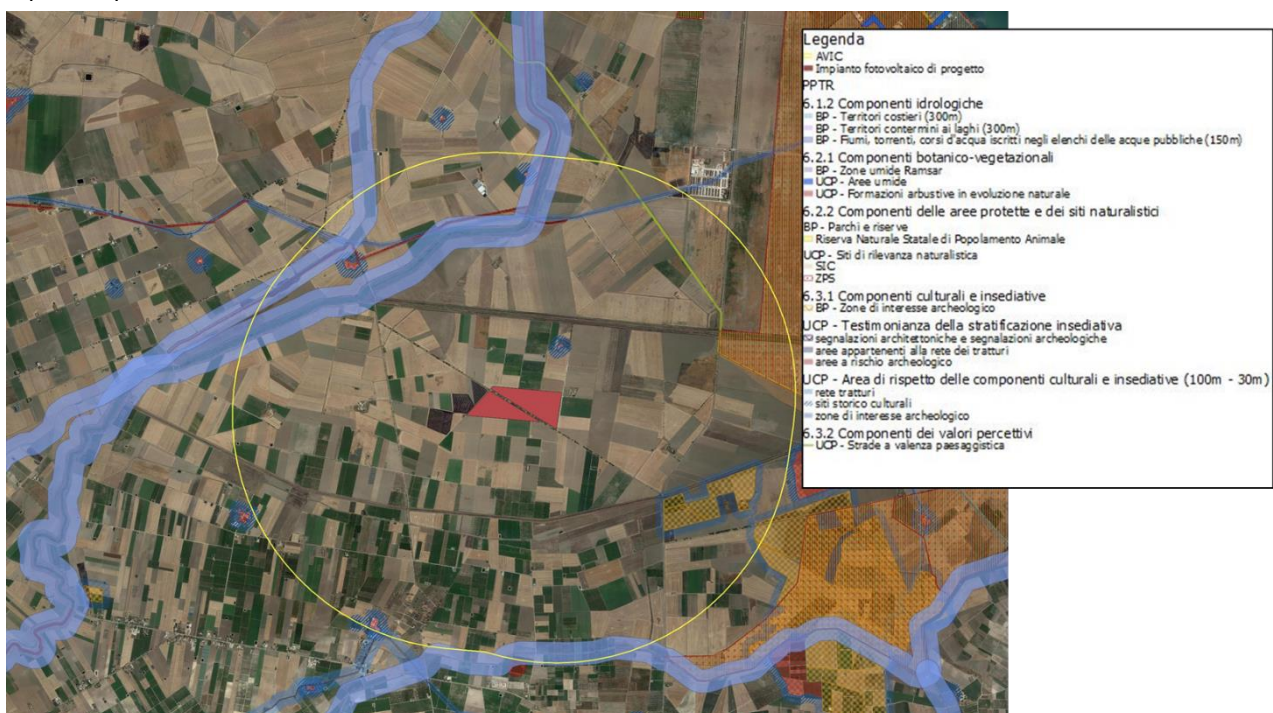 Legenda
AVIC
Impianto fotovoltaico di progetto
PPTR
6.1.2 Componenti idrologiche
BP - Territori costieri (300m)
BP - Territori contermini ai laghi (300m)
BP - Fiumi, torrenti, corsi d'acqua iscritti negli elenchi delle acque pubbliche (150m)
6.2.1 Componenti botanico-vegetazionali
BP - Zone umide Ramsar
UCP - Aree umide
UCP - Formazioni arbustive in evoluzione naturale
6.2.2 Componenti delle aree protette e dei siti naturalistici
BP - Parchi e riserve
Riserva Naturale Statale di Popolamento Animale
UCP - Siti di rilevanza naturalistica
SIC
ZPS
6.3.1 Componenti culturali e insediative
BP - Zone di interesse archeologico
UCP - Testimonianza della stratificazione insediativa
segnalazioni architettoniche e segnalazioni archeologiche
aree appartenenti alla rete dei tratturi
aree a rischio archeologico
UCP - Area di rispetto delle componenti culturali e insediative (100m - 30m)
rete tratturi
siti storico culturali
zone di interesse archeologico
6.3.2 Componenti dei valori percettivi
UCP - Strade a valenza paesaggistica